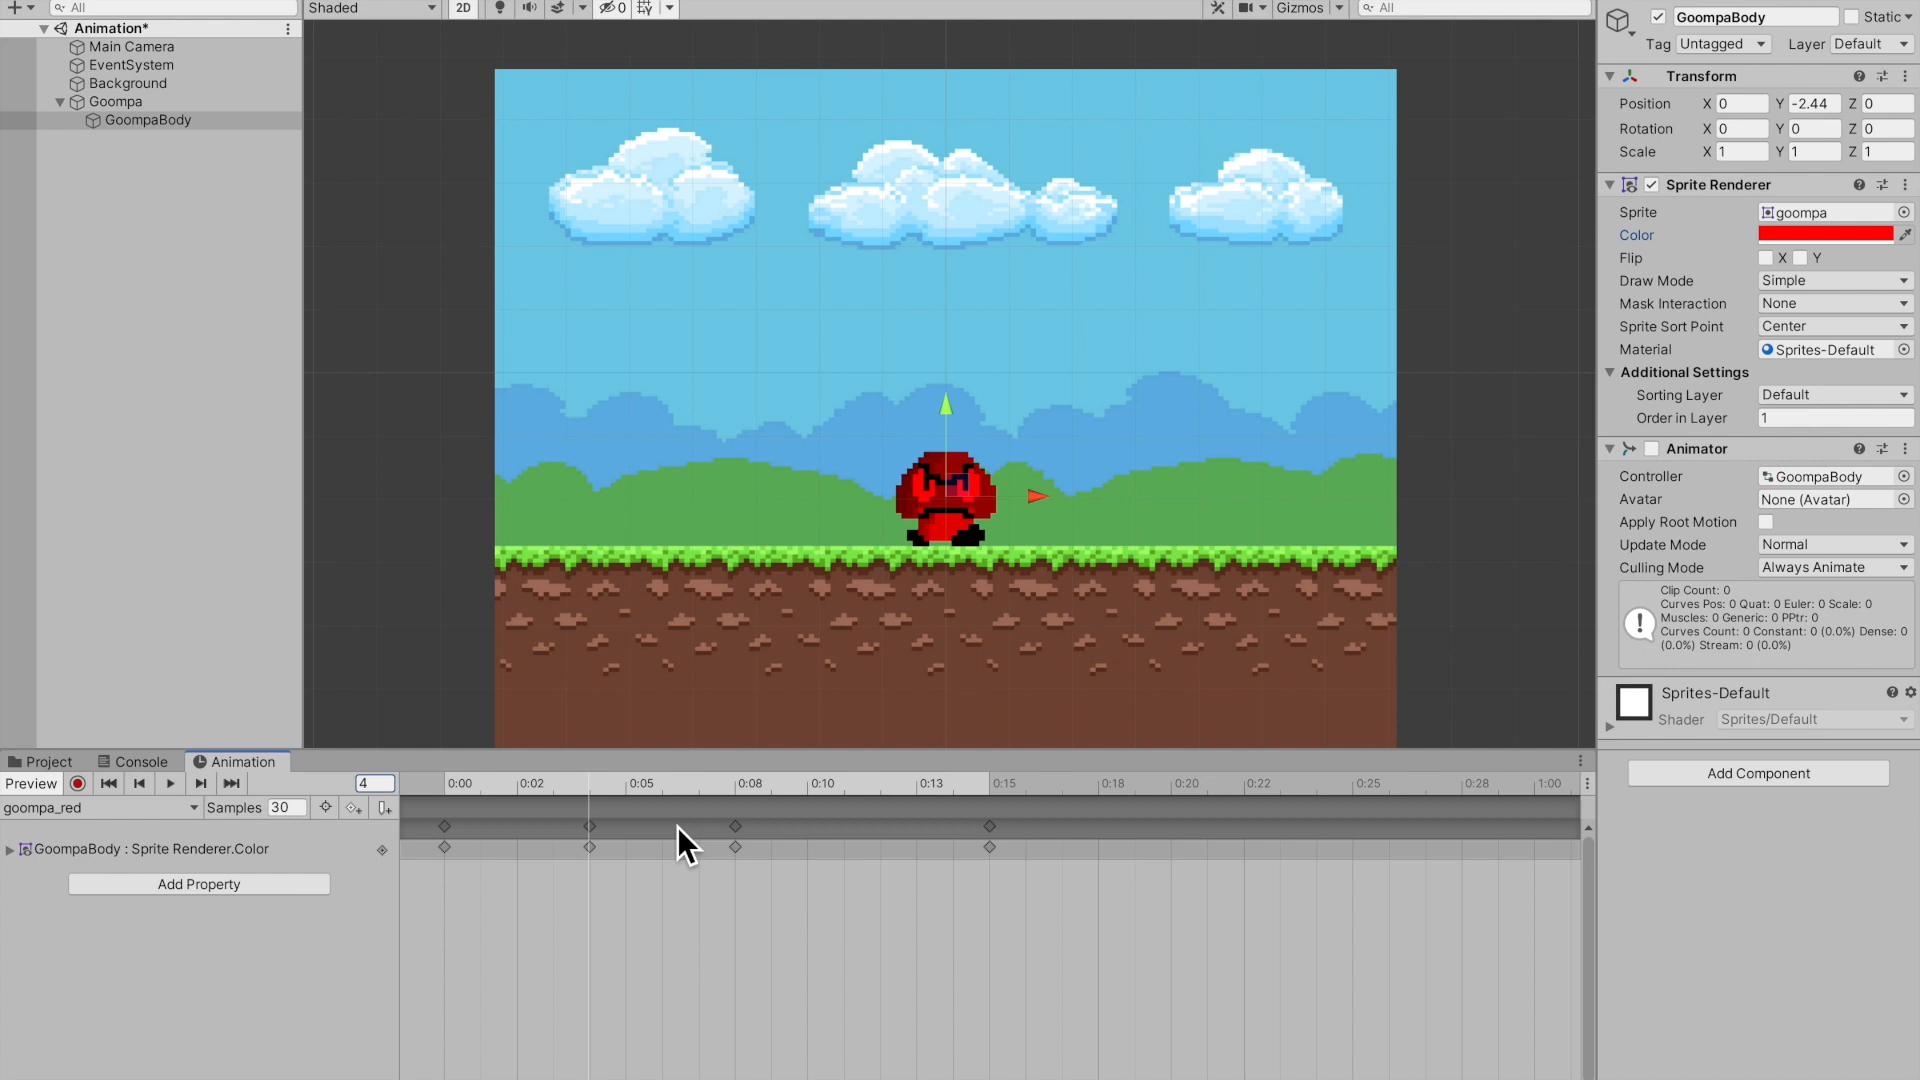 All
Shaded
2D
0
Gizmos
All
Animation*
Main Camera
EventSystem
Background
Goompa
GoompaBody
GoompaBody
Static
Tag Untagged Layer Default
Transform
Position X 0 Y -2.44 Z 0
Rotation X 0 Y 0 Z 0
Scale X 1 Y 1 Z 1
Sprite Renderer
Sprite goompa
Color
Flip X Y
Draw Mode Simple
Mask Interaction None
Sprite Sort Point Center
Material Sprites-Default
Additional Settings
Sorting Layer Default
Order in Layer 1
Animator
Controller GoompaBody
Avatar None (Avatar)
Apply Root Motion
Update Mode Normal
Culling Mode Always Animate
Clip Count: 0
Curves Pos: 0 Quat: 0 Euler: 0 Scale: 0
Muscles: 0 Generic: 0 PPtr: 0
Curves Count: 0 Constant: 0 (0.0%) Dense: 0
(0.0%) Stream: 0 (0.0%)
Sprites-Default
Shader Sprites/Default
Add Component
Project Console Animation
Preview 4
0:00 0:02 0:05 0:08 0:10 0:13 0:15 0:18 0:20 0:22 0:25 0:28 1:00
goompa_red Samples 30
GoompaBody : Sprite Renderer.Color
Add Property